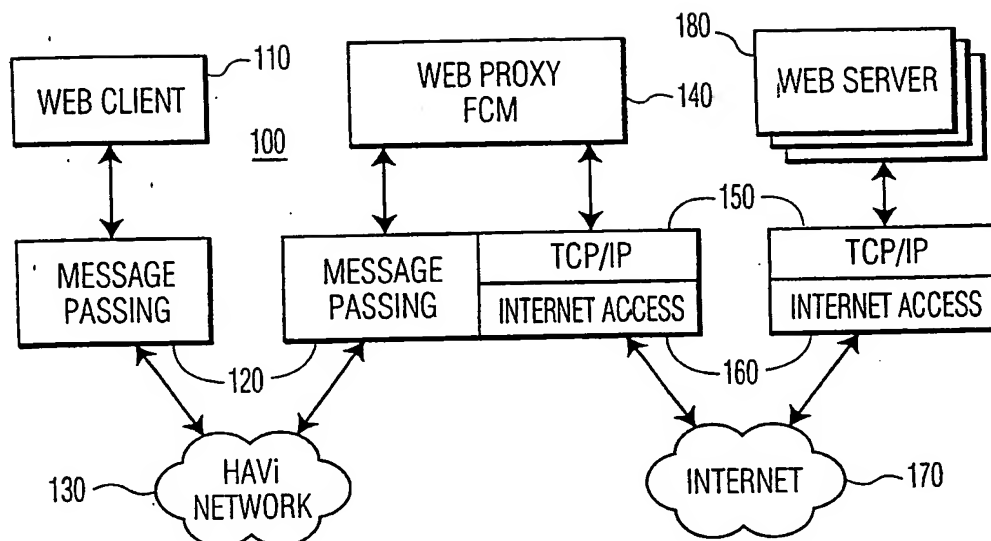 WEB CLIENT
110
100
WEB PROXY
FCM
140
180
WEB SERVER
MESSAGE
PASSING
MESSAGE
PASSING
TCP/IP
INTERNET ACCESS
150
TCP/IP
INTERNET ACCESS
120
160
130
HAVi
NETWORK
INTERNET
170